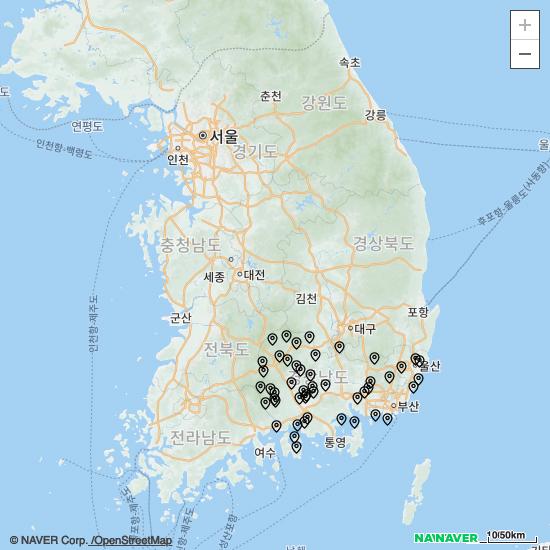 +
−
속초
춘천
강원도
강릉
연평도
서울
인천
경기도
인천항-백령도
울
후포항-울릉도(사동항)
충청남도
경상북도
세종
대전
김천
인천항-제주도
군산
포항
대구
전라북도
울산
경상남도
부산
전라남도
여수
통영
© NAVER Corp. /OpenStreetMap
NAVER
10/50km